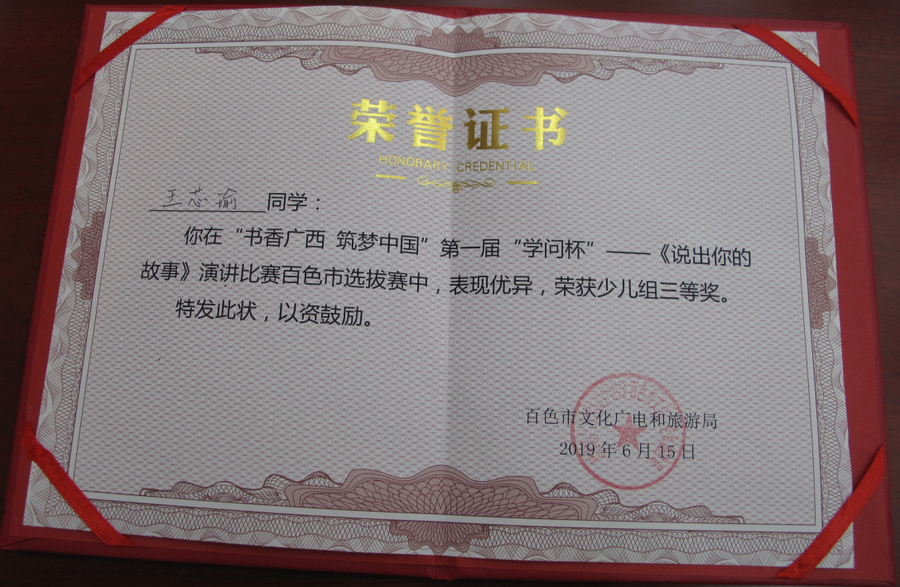 荣誉证书
HONORARY CREDENTIAL
王芯瑜 同学：
你在“书香广西 筑梦中国”第一届“学问杯”——《说出你的
故事》演讲比赛百色市选拔赛中，表现优异，荣获少儿组三等奖。
特发此状，以资鼓励。
百色市文化广电和旅游局
2019年6月15日